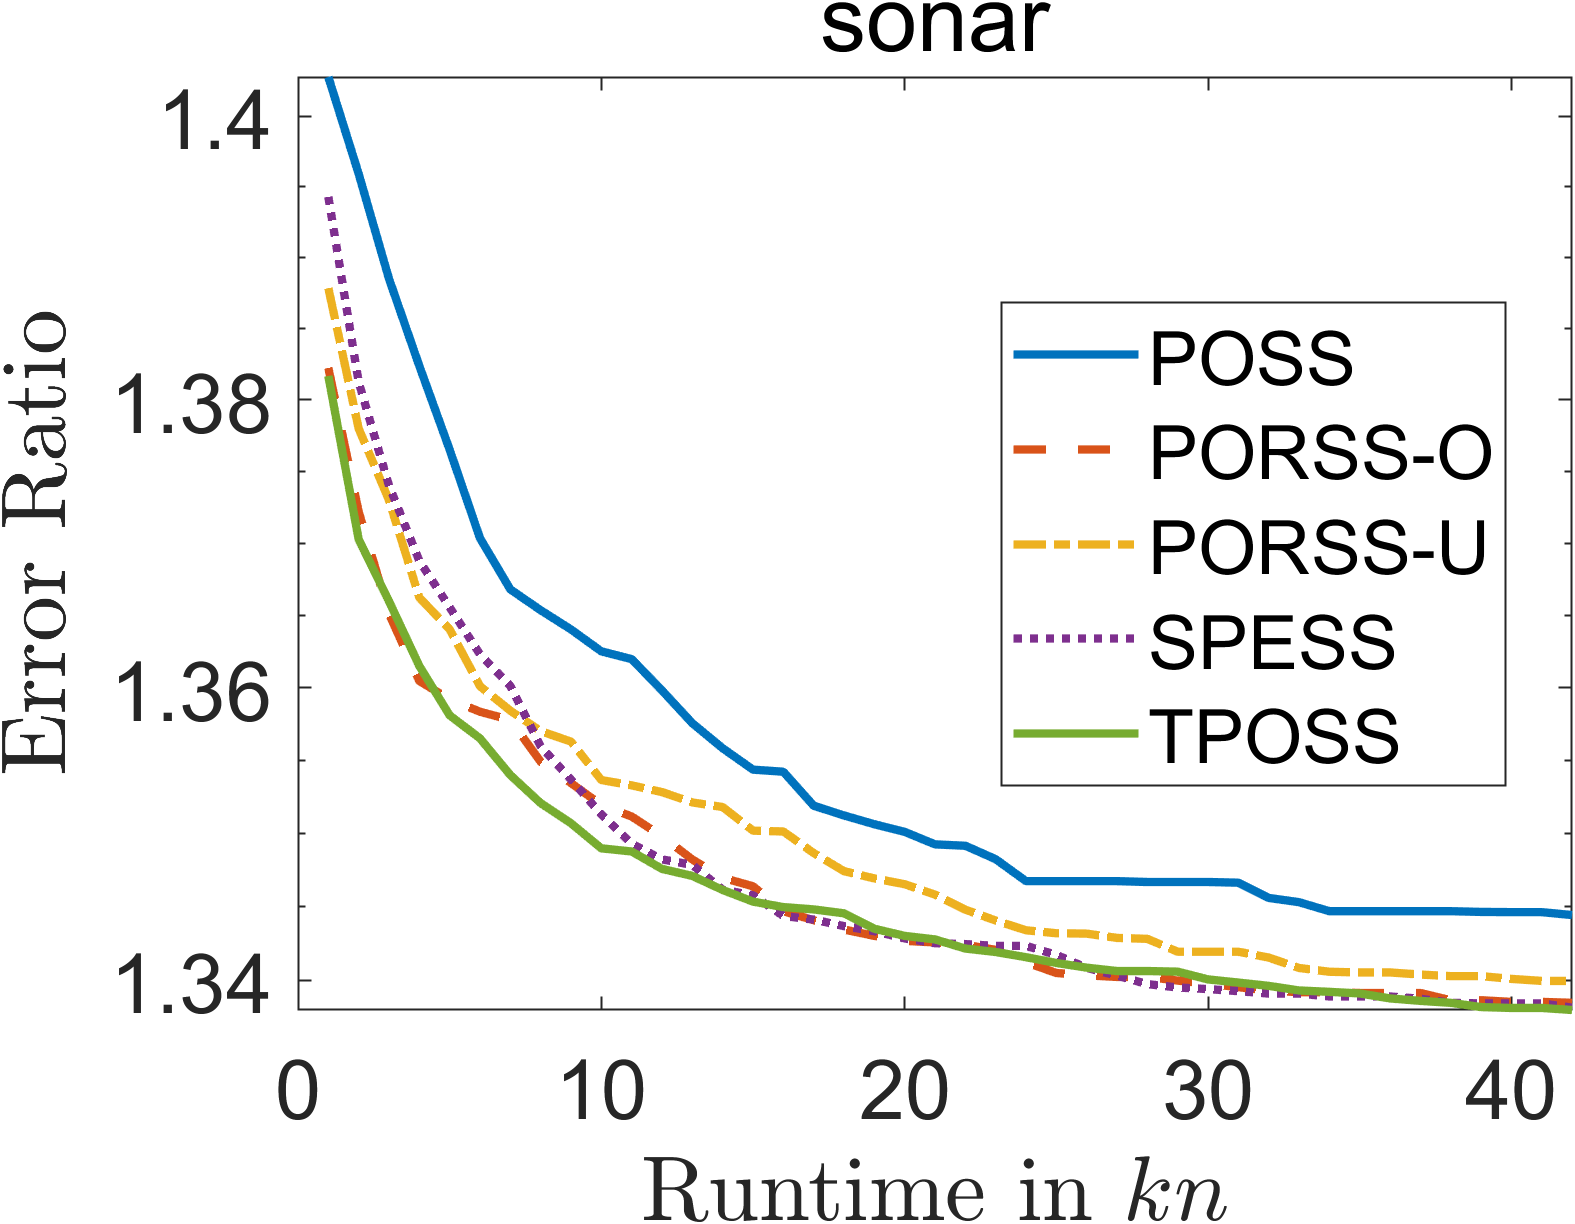 sonar
1.4
1.38
1.36
1.34
Error Ratio
POSS
PORSS-O
PORSS-U
SPESS
TPOSS
0 10 20 30 40
Runtime in kn